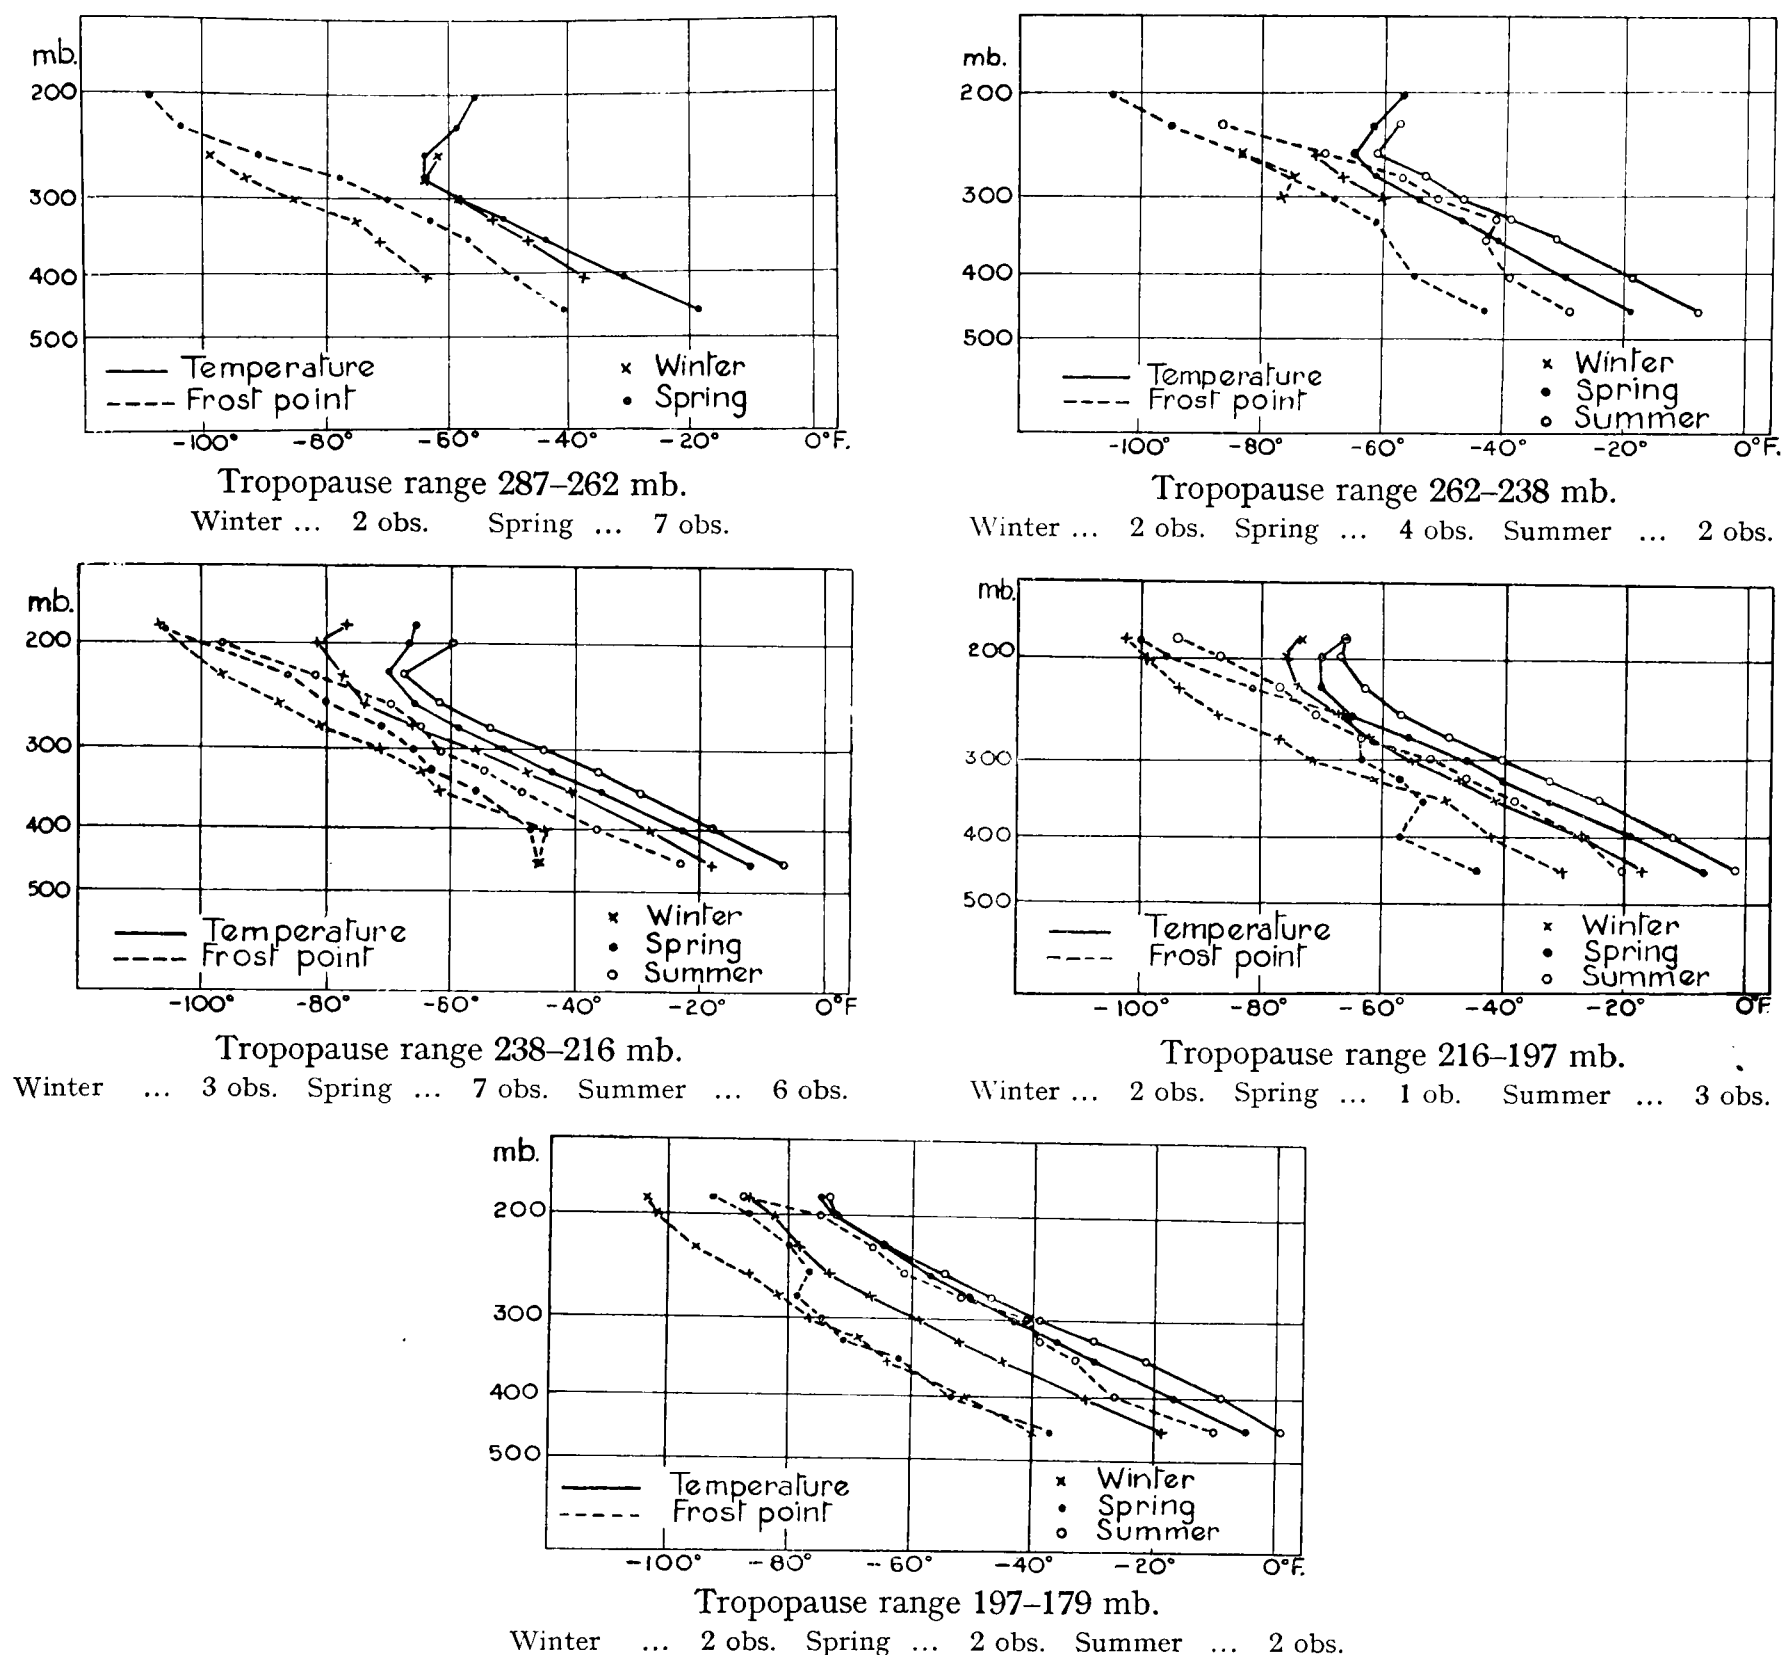 mb.
200
300
400
500
Temperature
Frost point
× Winter
• Spring
-100° -80° -60° -40° -20° 0°F.
Tropopause range 287–262 mb.
Winter ... 2 obs. Spring ... 7 obs.
mb.
200
300
400
500
Temperature
Frost point
× Winter
• Spring
o Summer
-100° -80° -60° -40° -20° 0°F.
Tropopause range 262–238 mb.
Winter ... 2 obs. Spring ... 4 obs. Summer ... 2 obs.
mb.
200
300
400
500
Temperature
Frost point
× Winter
• Spring
o Summer
-100° -80° -60° -40° -20° 0°F
Tropopause range 238–216 mb.
Winter ... 3 obs. Spring ... 7 obs. Summer ... 6 obs.
mb.
200
300
400
500
Temperature
Frost point
× Winter
• Spring
o Summer
-100° -80° -60° -40° -20° 0°F.
Tropopause range 216–197 mb.
Winter ... 2 obs. Spring ... 1 ob. Summer ... 3 obs.
mb.
200
300
400
500
Temperature
Frost point
× Winter
• Spring
o Summer
-100° -80° -60° -40° -20° 0°F.
Tropopause range 197–179 mb.
Winter ... 2 obs. Spring ... 2 obs. Summer ... 2 obs.